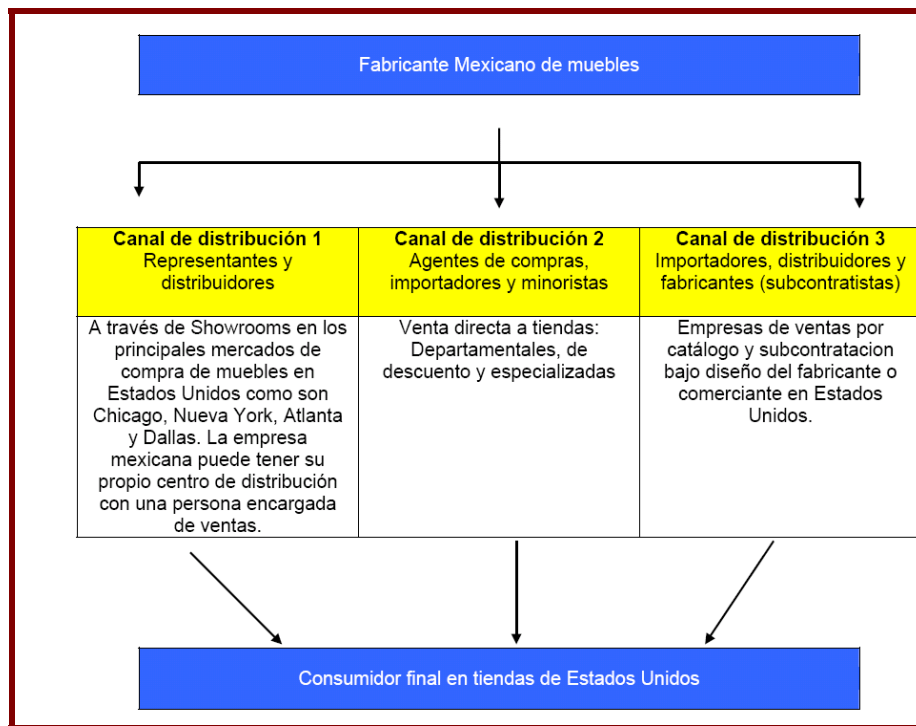 Fabricante Mexicano de muebles
Canal de distribución 1
Representantes y
distribuidores
A través de Showrooms en los
principales mercados de
compra de muebles en
Estados Unidos como son
Chicago, Nueva York, Atlanta
y Dallas. La empresa
mexicana puede tener su
propio centro de distribución
con una persona encargada
de ventas.
Canal de distribución 2
Agentes de compras,
importadores y minoristas
Venta directa a tiendas:
Departamentales, de
descuento y especializadas
Canal de distribución 3
Importadores, distribuidores y
fabricantes (subcontratistas)
Empresas de ventas por
catálogo y subcontratacion
bajo diseño del fabricante o
comerciante en Estados
Unidos.
Consumidor final en tiendas de Estados Unidos